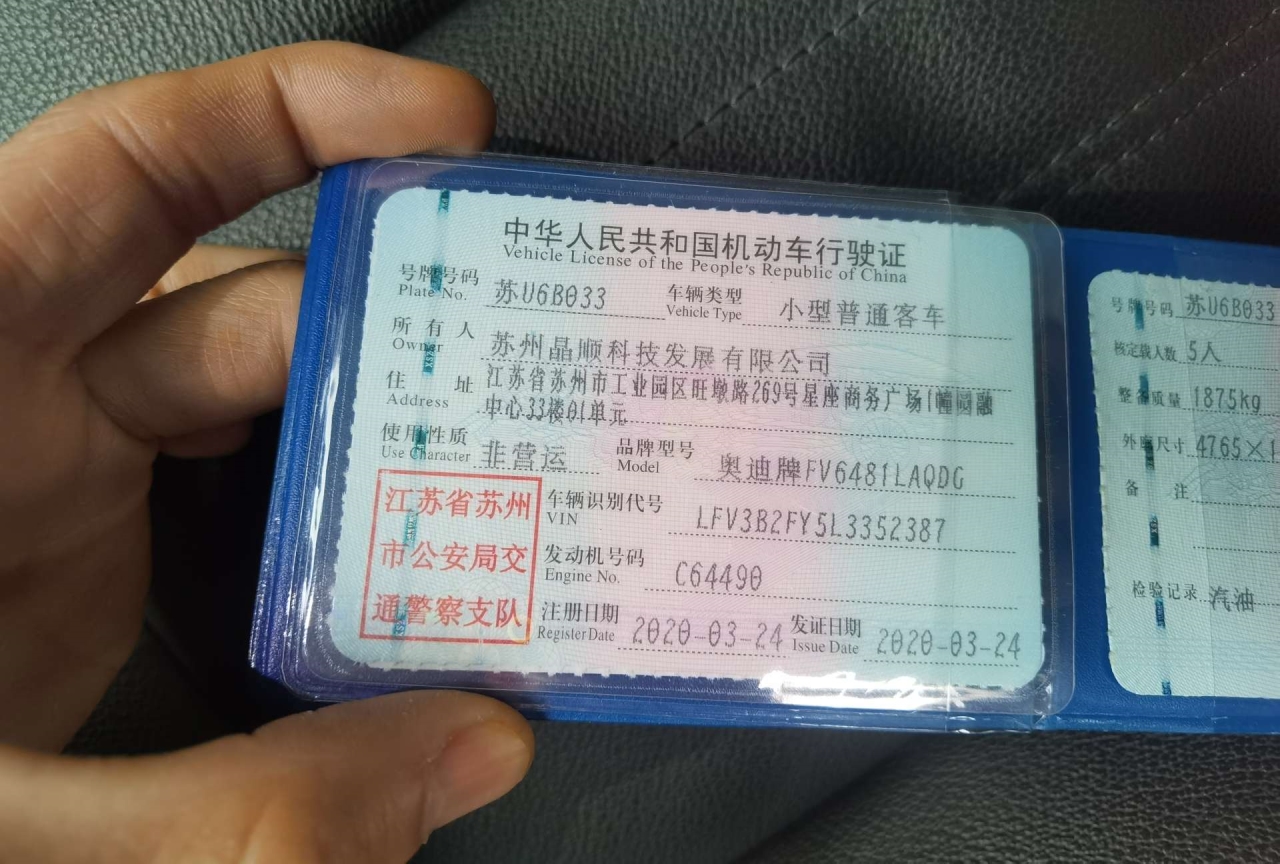 中华人民共和国机动车行驶证
Vehicle License of the People's Republic of China
号牌号码 苏U6B033 车辆类型 小型普通客车
Plate No. Vehicle Type
所有人 苏州晶顺科技发展有限公司
Owner
住址 江苏省苏州市工业园区旺墩路269号星座商务广场1幢圆融
Address 中心33楼01单元
使用性质 非营运 品牌型号 奥迪牌FV6481LAQDG
Use Character Model
江苏省苏州
市公安局交
通警察支队
车辆识别代号 LFV3B2FY5L3352387
VIN
发动机号码 C64490
Engine No.
注册日期 2020-03-24 发证日期 2020-03-24
Register Date Issue Date
号牌号码 苏U6B033
核定载人数 5人
整备质量 1875kg
外廓尺寸 4765×1
备注
检验记录 汽油